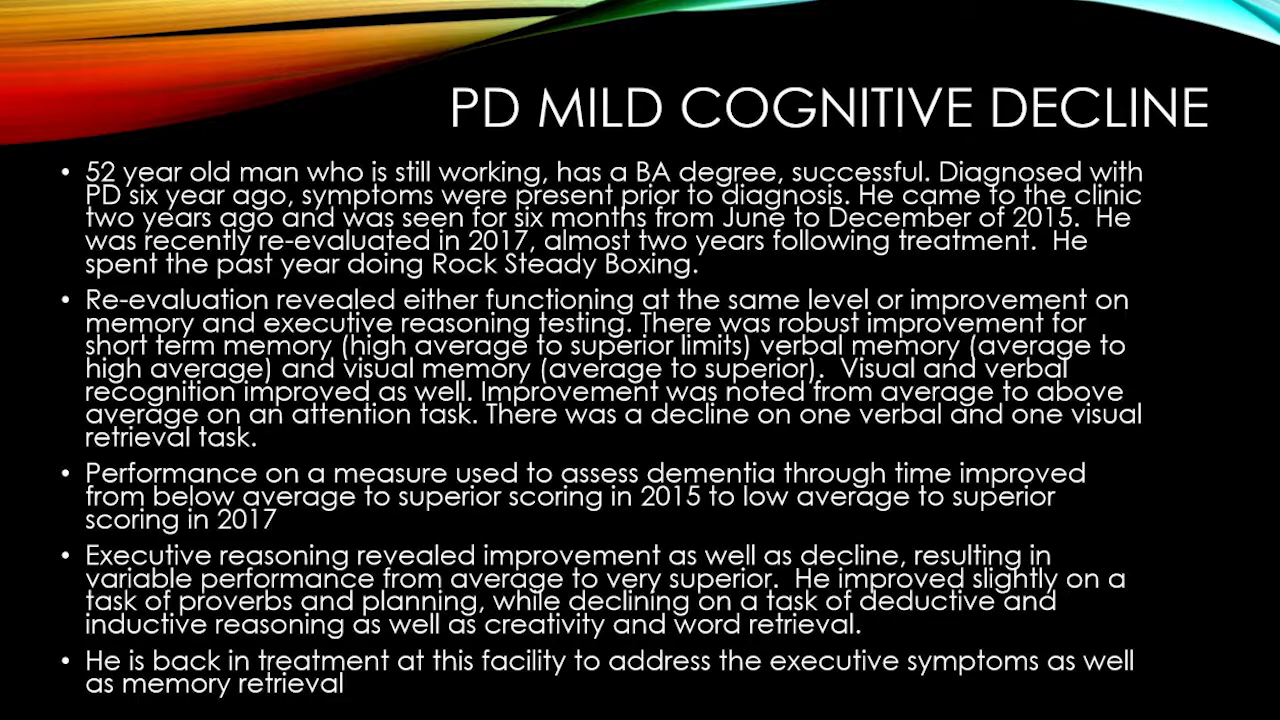 PD MILD COGNITIVE DECLINE
• 52 year old man who is still working, has a BA degree, successful. Diagnosed with
PD six year ago, symptoms were present prior to diagnosis. He came to the clinic
two years ago and was seen for six months from June to December of 2015.  He
was recently re-evaluated in 2017, almost two years following treatment.  He
spent the past year doing Rock Steady Boxing.
• Re-evaluation revealed either functioning at the same level or improvement on
memory and executive reasoning testing. There was robust improvement for
short term memory (high average to superior limits) verbal memory (average to
high average) and visual memory (average to superior).  Visual and verbal
recognition improved as well. Improvement was noted from average to above
average on an attention task. There was a decline on one verbal and one visual
retrieval task.
• Performance on a measure used to assess dementia through time improved
from below average to superior scoring in 2015 to low average to superior
scoring in 2017
• Executive reasoning revealed improvement as well as decline, resulting in
variable performance from average to very superior.  He improved slightly on a
task of proverbs and planning, while declining on a task of deductive and
inductive reasoning as well as creativity and word retrieval.
• He is back in treatment at this facility to address the executive symptoms as well
as memory retrieval